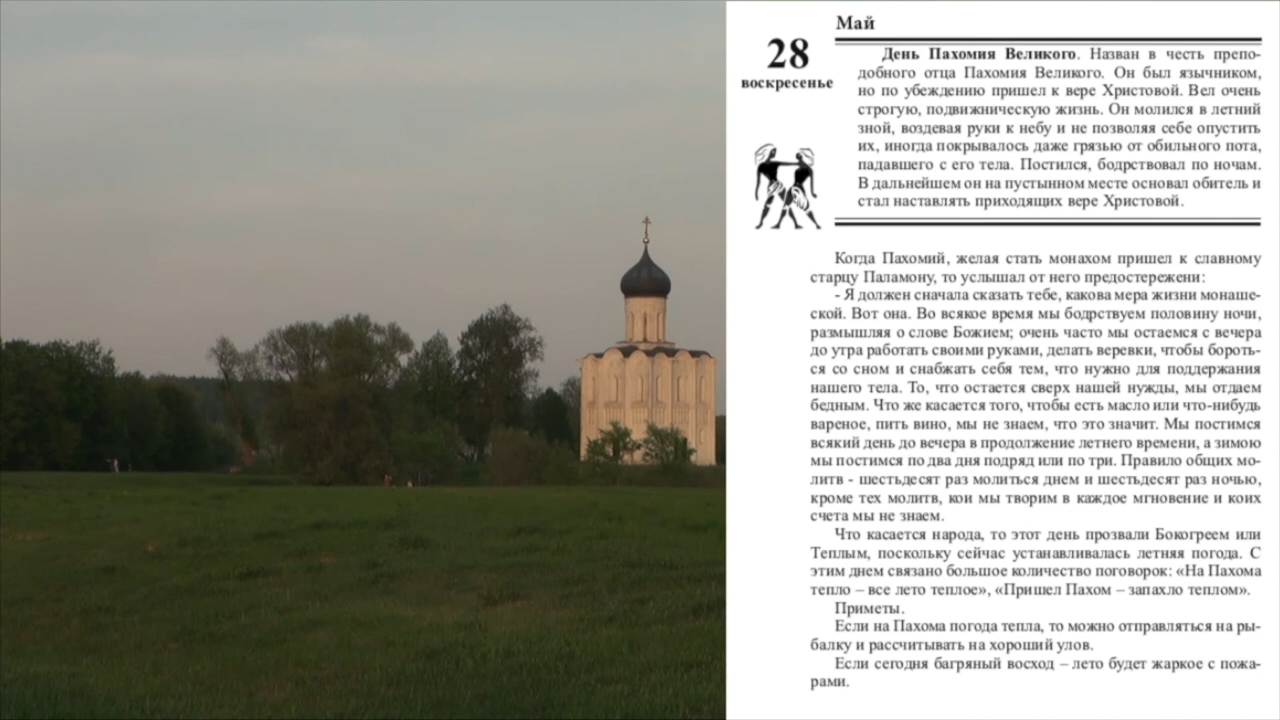 Май
28
воскресенье
День Пахомия Великого. Назван в честь препо-
добного отца Пахомия Великого. Он был язычником,
но по убеждению пришел к вере Христовой. Вел очень
строгую, подвижническую жизнь. Он молился в летний
зной, воздевая руки к небу и не позволяя себе опустить
их, иногда покрывалось даже грязью от обильного пота,
падавшего с его тела. Постился, бодрствовал по ночам.
В дальнейшем он на пустынном месте основал обитель и
стал наставлять приходящих вере Христовой.
Когда Пахомий, желая стать монахом пришел к славному
старцу Паламону, то услышал от него предостережени:
- Я должен сначала сказать тебе, какова мера жизни монаше-
ской. Вот она. Во всякое время мы бодрствуем половину ночи,
размышляя о слове Божием; очень часто мы остаемся с вечера
до утра работать своими руками, делать веревки, чтобы бороть-
ся со сном и снабжать себя тем, что нужно для поддержания
нашего тела. То, что остается сверх нашей нужды, мы отдаем
бедным. Что же касается того, чтобы есть масло или что-нибудь
вареное, пить вино, мы не знаем, что это значит. Мы постимся
всякий день до вечера в продолжение летнего времени, а зимою
мы постимся по два дня подряд или по три. Правило общих мо-
литв - шестьдесят раз молиться днем и шестьдесят раз ночью,
кроме тех молитв, кои мы творим в каждое мгновение и коих
счета мы не знаем.
Что касается народа, то этот день прозвали Бокогреем или
Теплым, поскольку сейчас устанавливалась летняя погода. С
этим днем связано большое количество поговорок: «На Пахома
тепло – все лето теплое», «Пришел Пахом – запахло теплом».
Приметы.
Если на Пахома погода тепла, то можно отправляться на ры-
балку и рассчитывать на хороший улов.
Если сегодня багряный восход – лето будет жаркое с пожа-
рами.